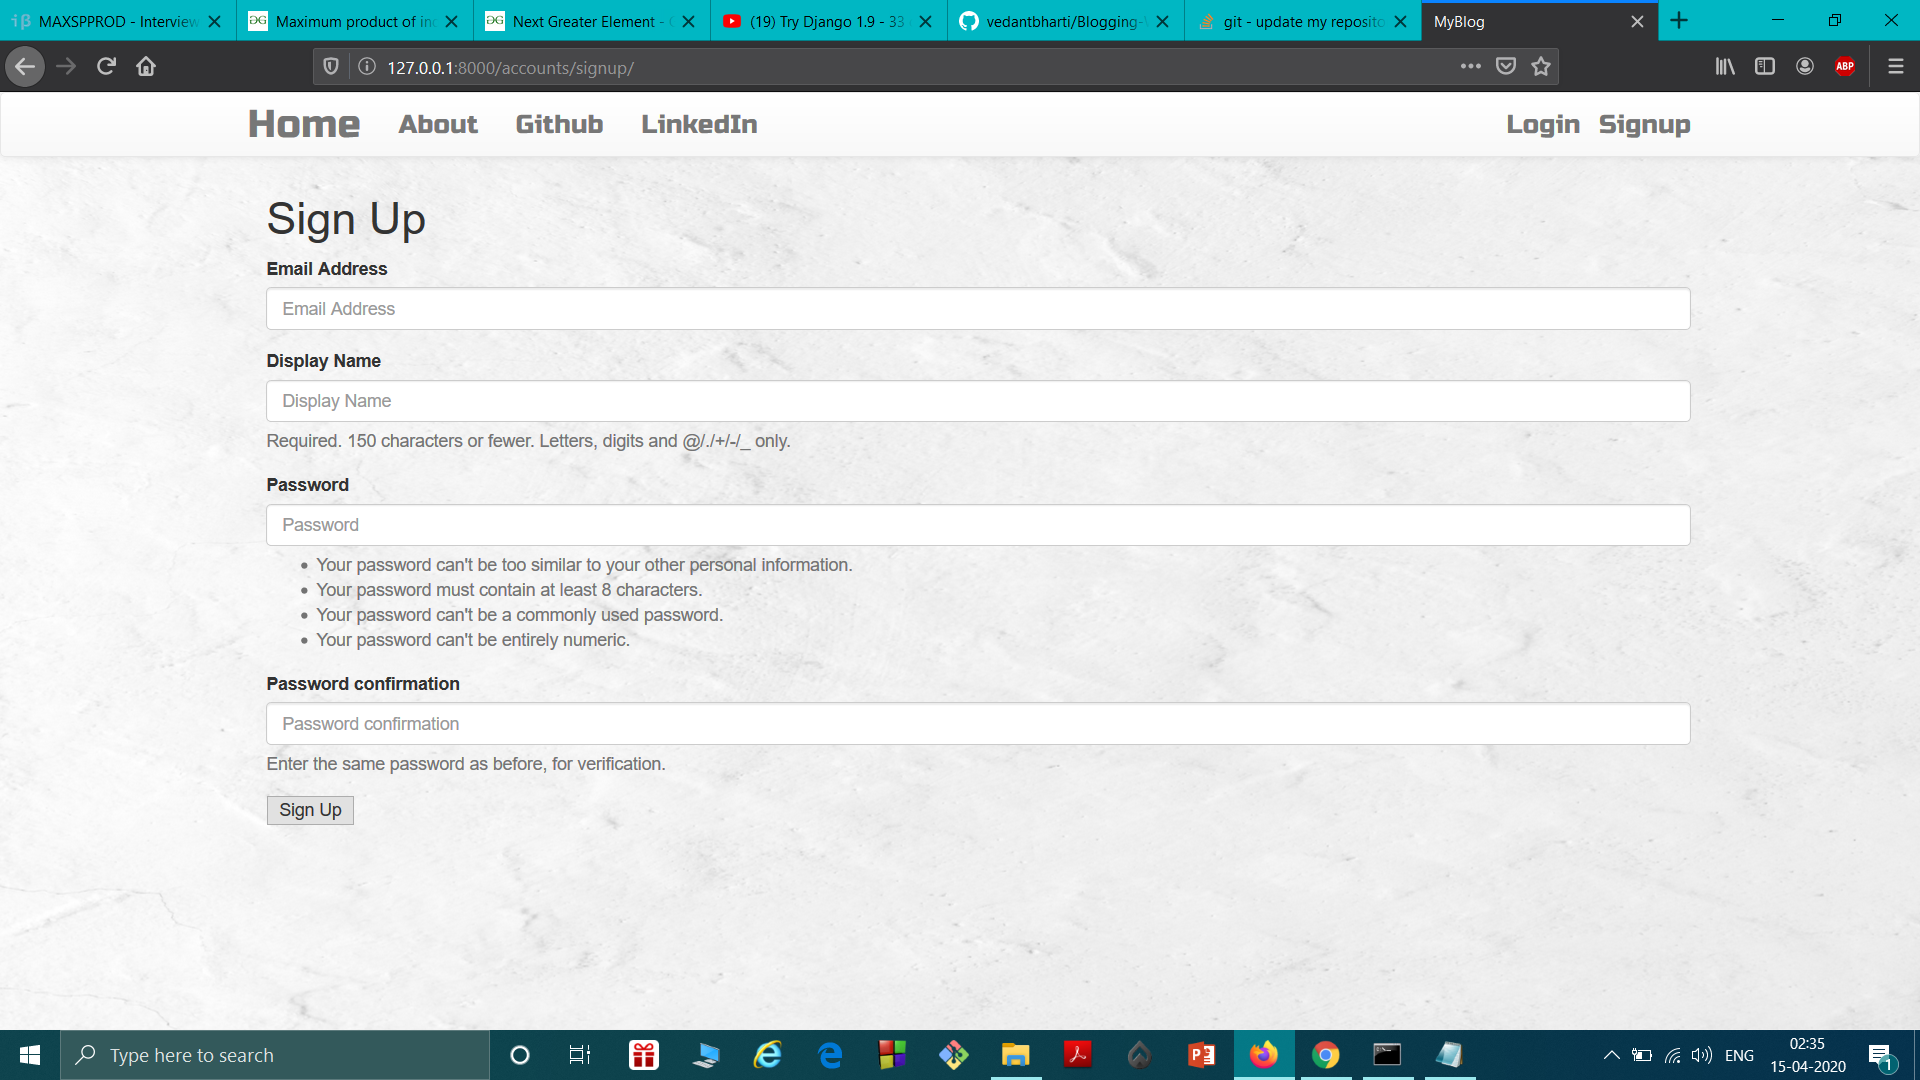 MAXSPPROD - Interview
Maximum product of in
Next Greater Element -
(19) Try Django 1.9 - 33
vedantbharti/Blogging-
git - update my reposito
MyBlog
127.0.0.1:8000/accounts/signup/
ABP
Home About Github LinkedIn Login Signup
Sign Up
Email Address
Email Address
Display Name
Display Name
Required. 150 characters or fewer. Letters, digits and @/./+/-/_ only.
Password
Password
Your password can't be too similar to your other personal information.
Your password must contain at least 8 characters.
Your password can't be a commonly used password.
Your password can't be entirely numeric.
Password confirmation
Password confirmation
Enter the same password as before, for verification.
Sign Up
Type here to search
ENG
02:35
15-04-2020
1